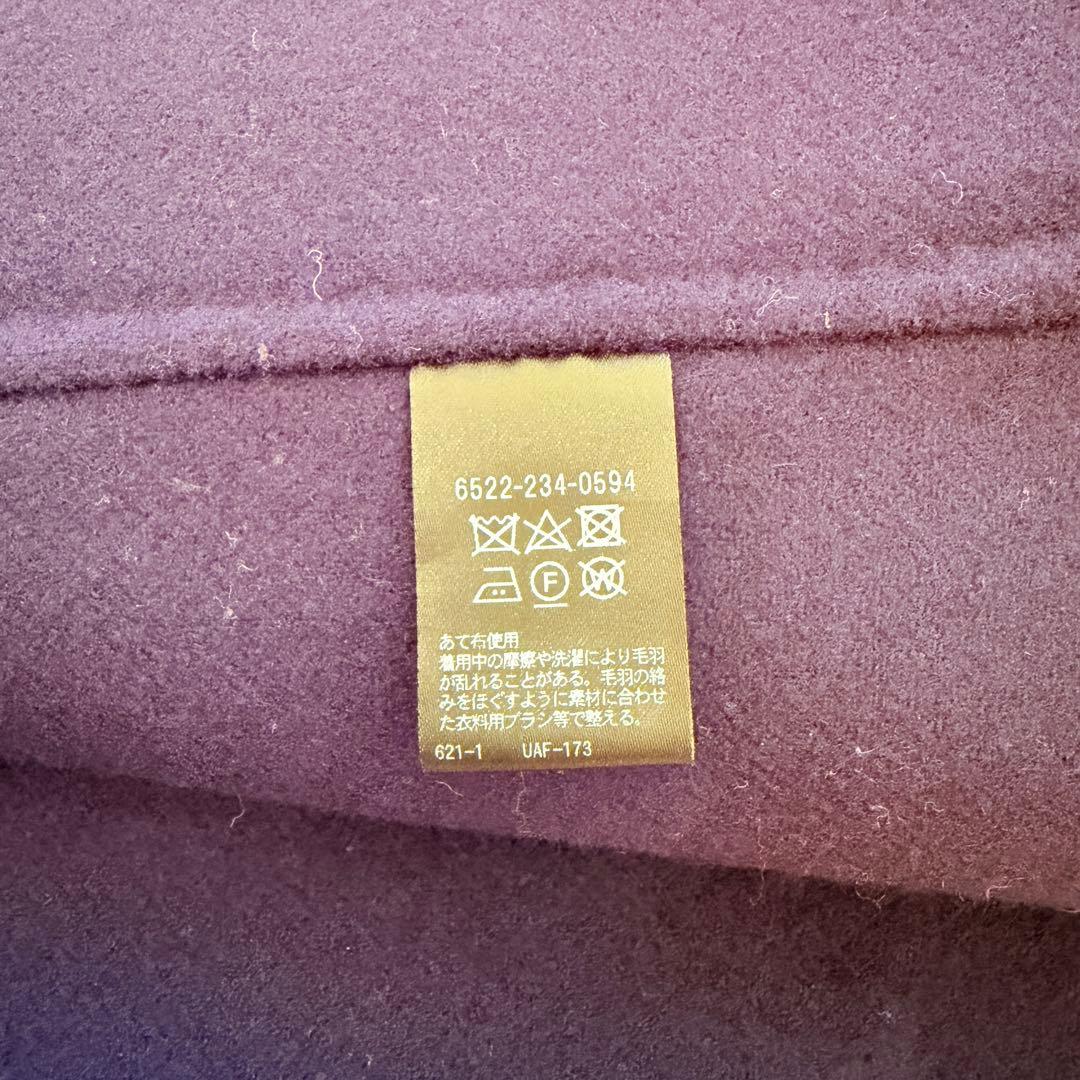 6522-234-0594
F
W
あて布使用
着用中の摩擦や洗濯により毛羽
が乱れることがある。毛羽の絡
みをほぐすように素材に合わせ
た衣料用ブラシ等で整える。
621-1 UAF-173